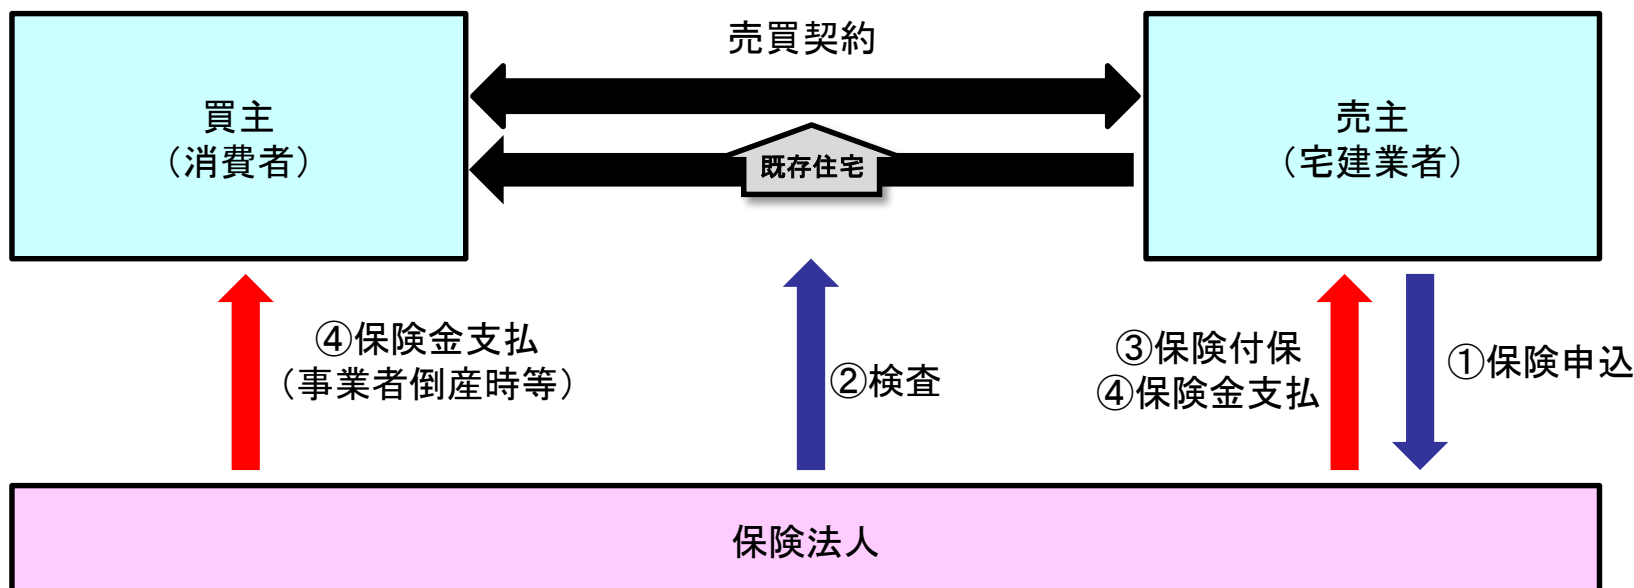 売買契約
買主
（消費者）
既存住宅
売主
（宅建業者）
④保険金支払
（事業者倒産時等）
②検査
③保険付保
④保険金支払
①保険申込
保険法人